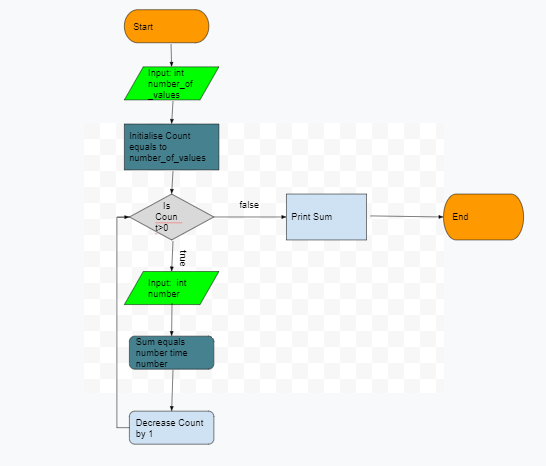 Start
Input: int
number_of
_values
Initialise Count
equals to
number_of_values
Is
Coun
t>0
false
Print Sum
End
true
Input: int
number
Sum equals
number time
number
Decrease Count
by 1